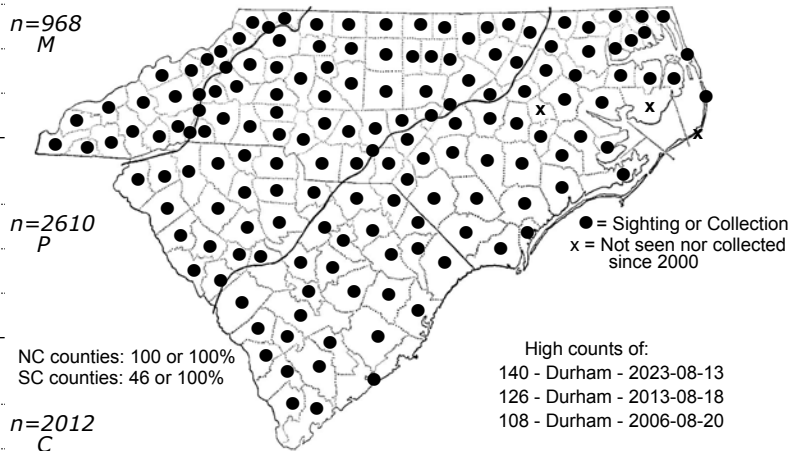 n=968
M
n=2610
P
n=2012
C
● = Sighting or Collection
x = Not seen nor collected
since 2000
x
x
x
NC counties: 100 or 100%
SC counties: 46 or 100%
High counts of:
140 - Durham - 2023-08-13
126 - Durham - 2013-08-18
108 - Durham - 2006-08-20